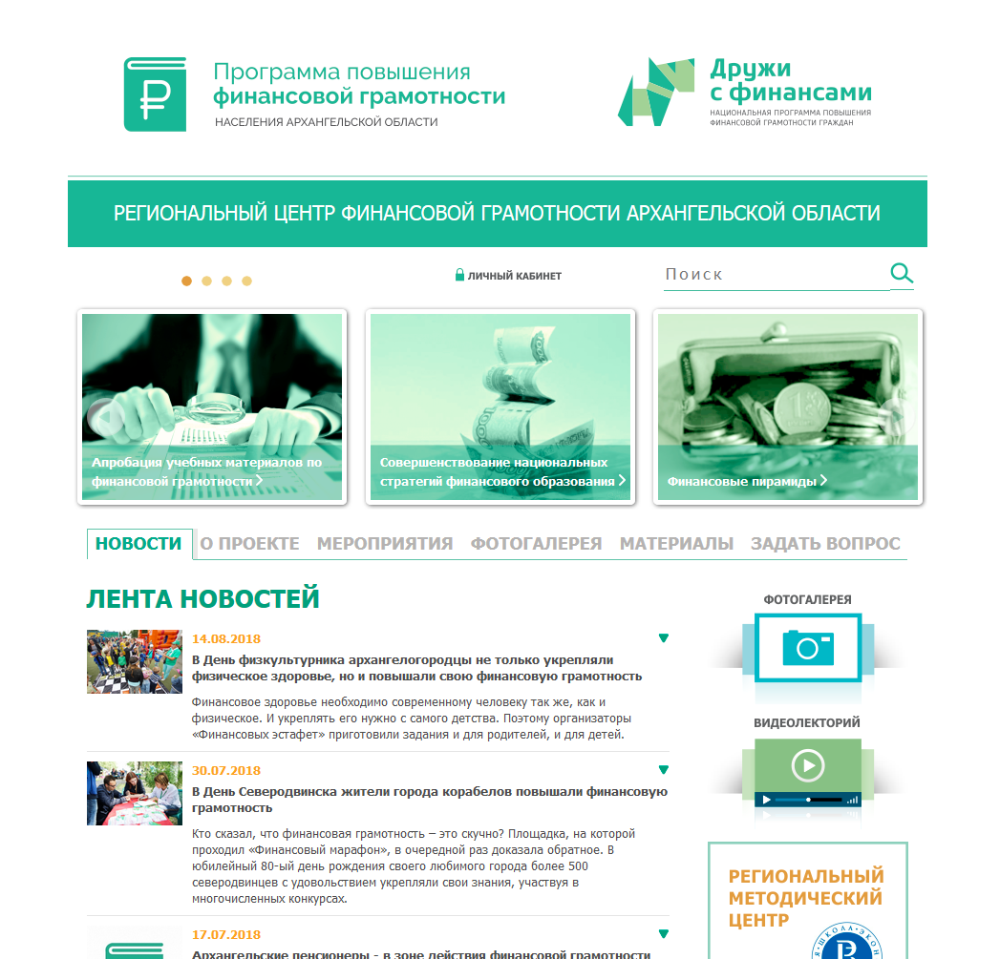 Программа повышения
финансовой грамотности
НАСЕЛЕНИЯ АРХАНГЕЛЬСКОЙ ОБЛАСТИ
Дружи
с финансами
НАЦИОНАЛЬНАЯ ПРОГРАММА ПОВЫШЕНИЯ
ФИНАНСОВОЙ ГРАМОТНОСТИ ГРАЖДАН
РЕГИОНАЛЬНЫЙ ЦЕНТР ФИНАНСОВОЙ ГРАМОТНОСТИ АРХАНГЕЛЬСКОЙ ОБЛАСТИ
ЛИЧНЫЙ КАБИНЕТ
Поиск
Апробация учебных материалов по
финансовой грамотности
Совершенствование национальных
стратегий финансового образования
Финансовые пирамиды
НОВОСТИ О ПРОЕКТЕ МЕРОПРИЯТИЯ ФОТОГАЛЕРЕЯ МАТЕРИАЛЫ ЗАДАТЬ ВОПРОС
ЛЕНТА НОВОСТЕЙ
14.08.2018
В День физкультурника архангелогородцы не только укрепляли
физическое здоровье, но и повышали свою финансовую грамотность
Финансовое здоровье необходимо современному человеку так же, как и
физическое. И укреплять его нужно с самого детства. Поэтому организаторы
«Финансовых эстафет» приготовили задания и для родителей, и для детей.
30.07.2018
В День Северодвинска жители города корабелов повышали финансовую
грамотность
Кто сказал, что финансовая грамотность – это скучно? Площадка, на которой
проходил «Финансовый марафон», в очередной раз доказала обратное. В
юбилейный 80-ый день рождения своего любимого города более 500
северодвинцев с удовольствием укрепляли свои знания, участвуя в
многочисленных конкурсах.
17.07.2018
Архангельские пенсионеры - в зоне действия финансовой грамотности
ФОТОГАЛЕРЕЯ
ВИДЕОЛЕКТОРИЙ
РЕГИОНАЛЬНЫЙ
МЕТОДИЧЕСКИЙ
ЦЕНТР